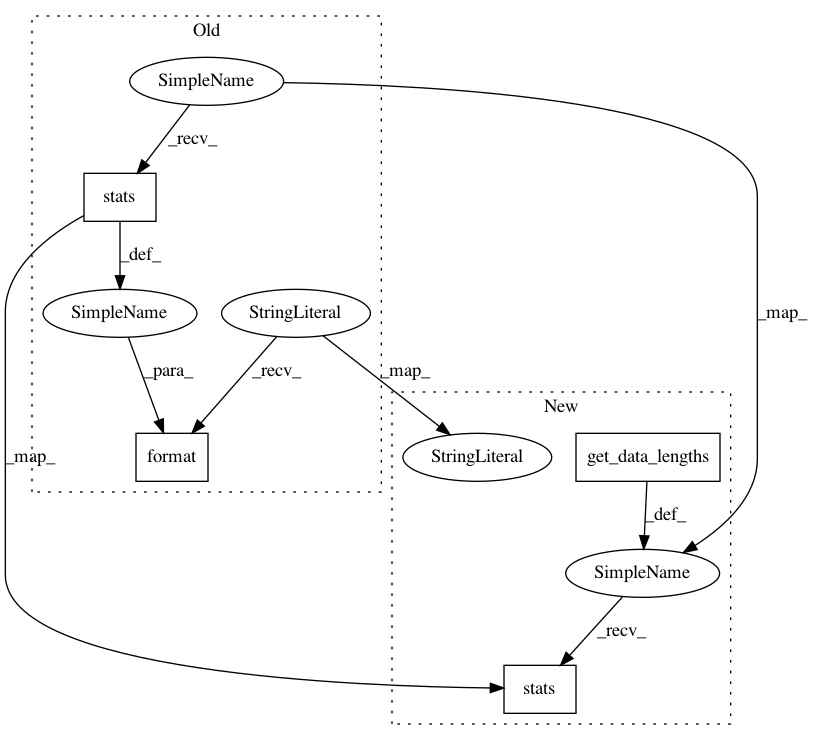 Old
SimpleName
_recv_
stats
_def_
SimpleName
StringLiteral
_map_
_para_
_recv_
_map_
New
_map_
format
StringLiteral
get_data_lengths
_def_
SimpleName
_recv_
stats